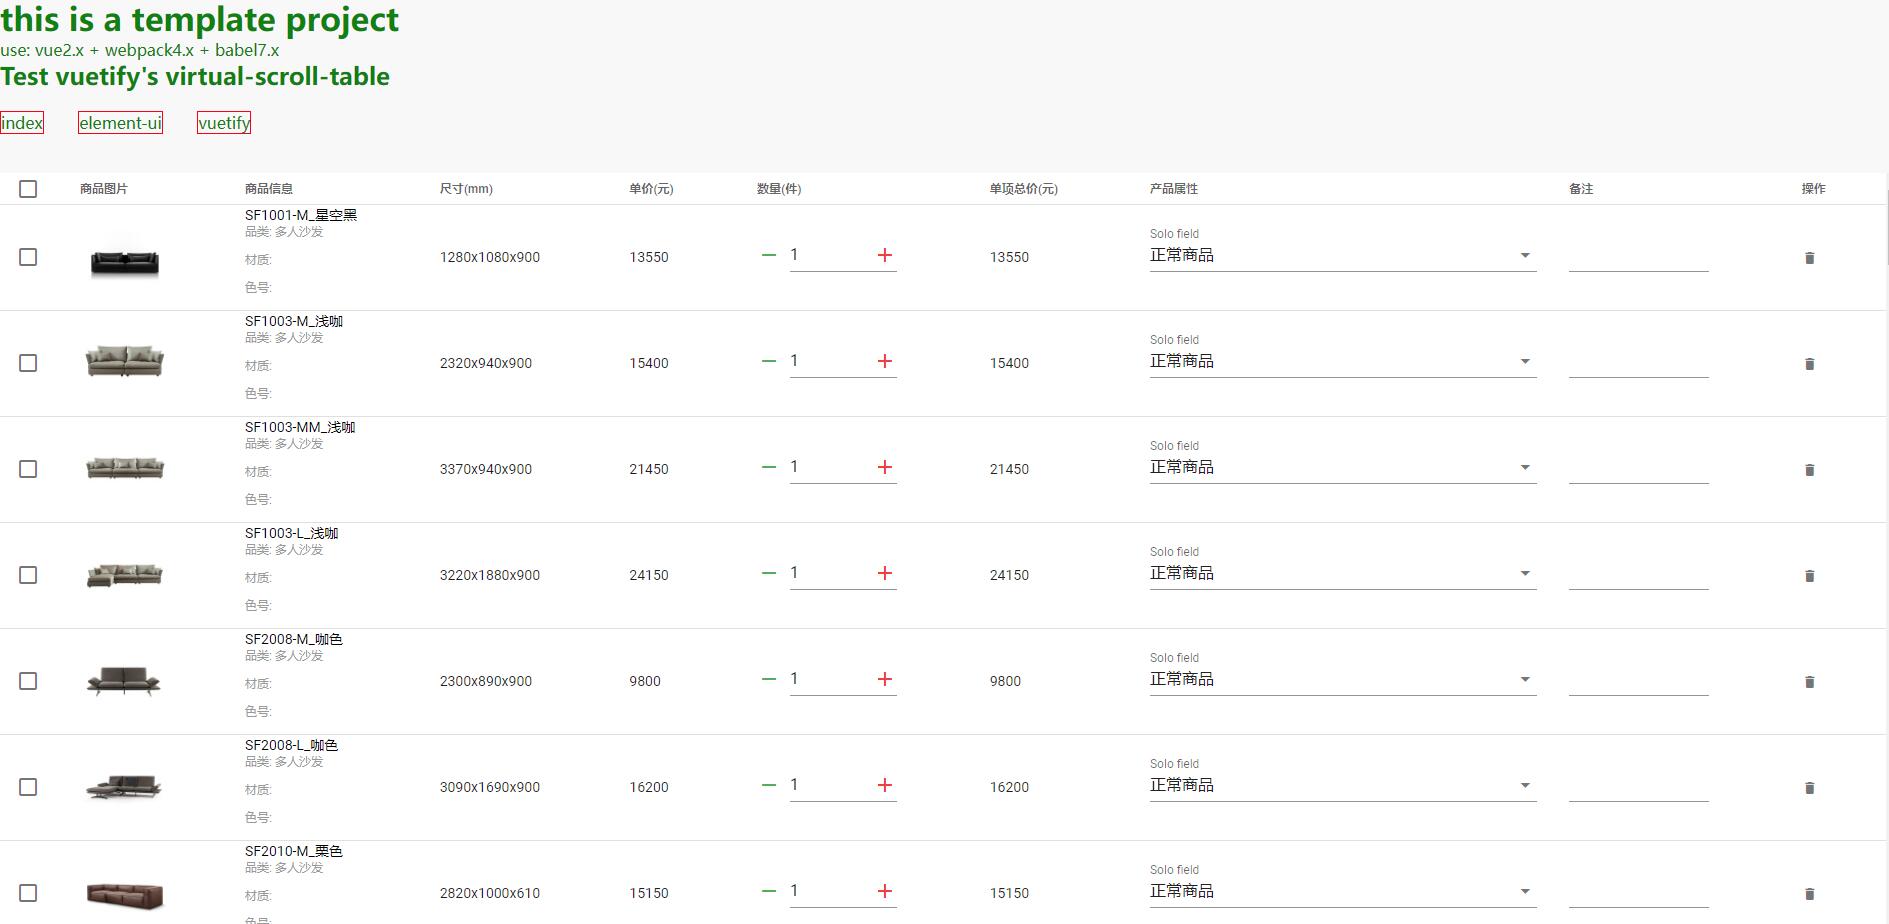 this is a template project
use: vue2.x + webpack4.x + babel7.x
Test vuetify's virtual-scroll-table
index element-ui vuetify
商品图片 商品信息 尺寸(mm) 单价(元) 数量(件) 单项总价(元) 产品属性 备注 操作
SF1001-M_星空黑
品类: 多人沙发
Solo field
1280x1080x900 13550 1 13550 正常商品
材质:
色号:
SF1003-M_浅咖
品类: 多人沙发
Solo field
2320x940x900 15400 1 15400 正常商品
材质:
色号:
SF1003-MM_浅咖
品类: 多人沙发
Solo field
3370x940x900 21450 1 21450 正常商品
材质:
色号:
SF1003-L_浅咖
品类: 多人沙发
Solo field
3220x1880x900 24150 1 24150 正常商品
材质:
色号:
SF2008-M_咖色
品类: 多人沙发
Solo field
2300x890x900 9800 1 9800 正常商品
材质:
色号:
SF2008-L_咖色
品类: 多人沙发
Solo field
3090x1690x900 16200 1 16200 正常商品
材质:
色号:
SF2010-M_栗色
品类: 多人沙发
Solo field
2820x1000x610 15150 1 15150 正常商品
材质:
色号: